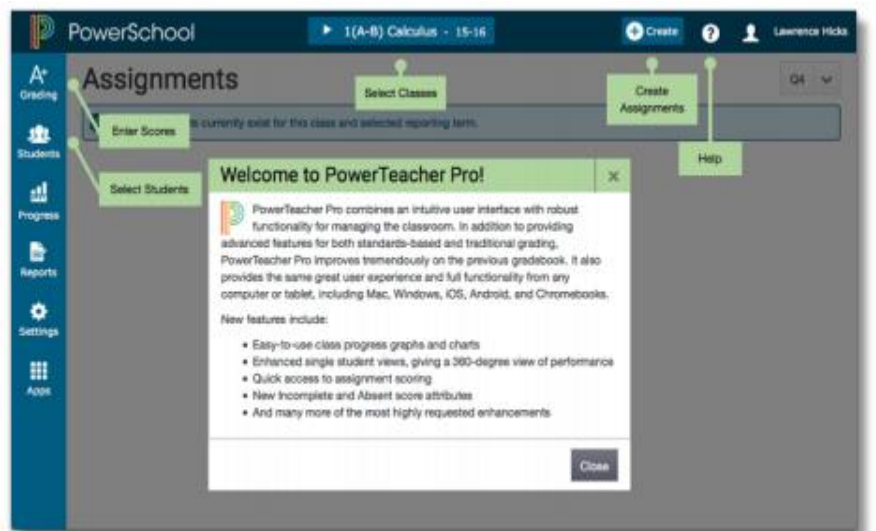 PowerSchool
1(A-B) Calculus - 15-16
Create
?
Lawrence Hicks
A+
Grading
Students
Progress
Reports
Settings
Apps
Assignments
Q4
Select Classes
Create
Assignments
Help
Enter Scores
currently exist for this class and selected reporting term.
Select Students
Welcome to PowerTeacher Pro!
×
PowerTeacher Pro combines an intuitive user interface with robust
functionality for managing the classroom. In addition to providing
advanced features for both standards-based and traditional grading,
PowerTeacher Pro improves tremendously on the previous gradebook. It also
provides the same great user experience and full functionality from any
computer or tablet, including Mac, Windows, iOS, Android, and Chromebooks.
New features include:
• Easy-to-use class progress graphs and charts
• Enhanced single student views, giving a 360-degree view of performance
• Quick access to assignment scoring
• New Incomplete and Absent score attributes
• And many more of the most highly requested enhancements
Close